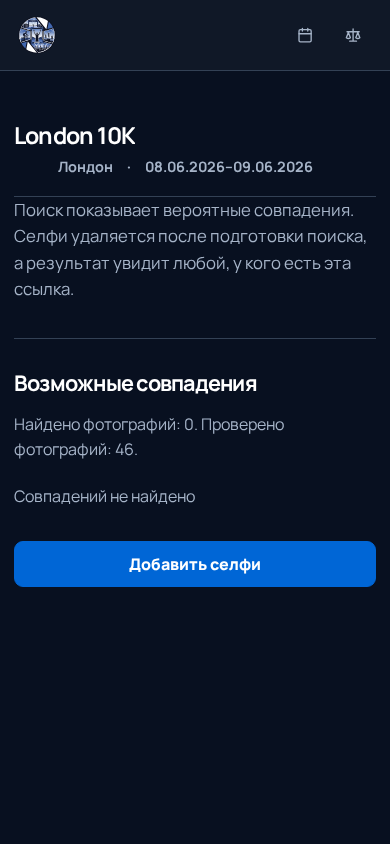 London 10K
Лондон · 08.06.2026–09.06.2026
Поиск показывает вероятные совпадения.
Селфи удаляется после подготовки поиска,
а результат увидит любой, у кого есть эта
ссылка.
Возможные совпадения
Найдено фотографий: 0. Проверено
фотографий: 46.
Совпадений не найдено
Добавить селфи